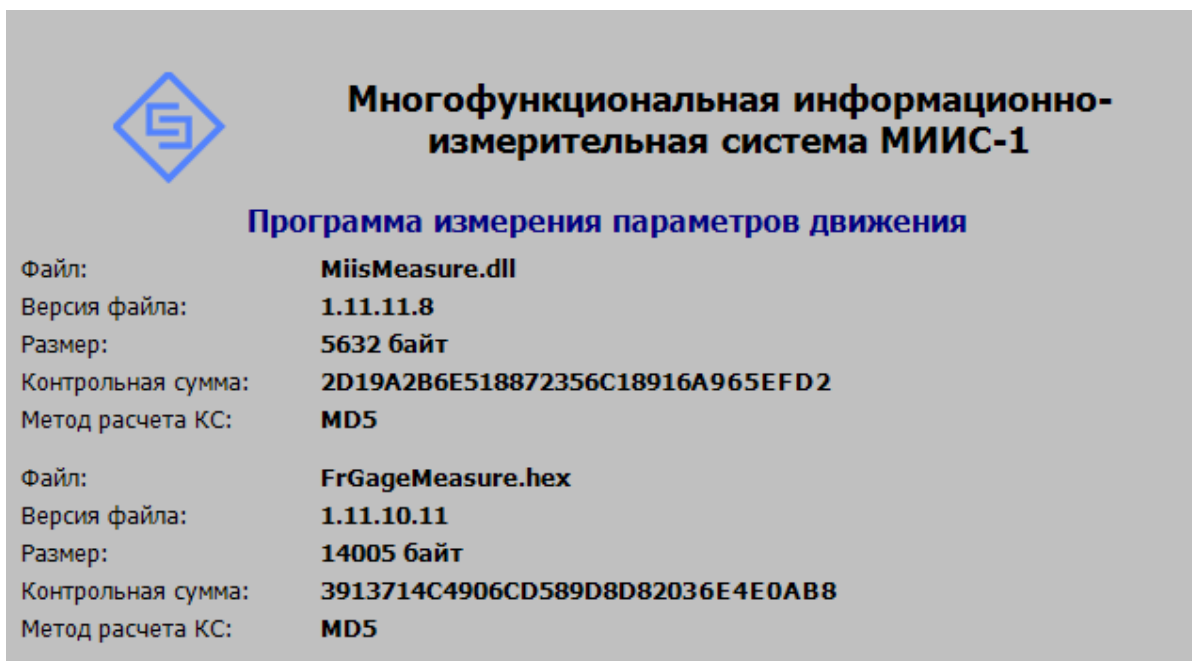 Многофункциональная информационно-
измерительная система МИИС-1
Программа измерения параметров движения
Файл: MiisMeasure.dll
Версия файла: 1.11.11.8
Размер: 5632 байт
Контрольная сумма: 2D19A2B6E518872356C18916A965EFD2
Метод расчета КС: MD5
Файл: FrGageMeasure.hex
Версия файла: 1.11.10.11
Размер: 14005 байт
Контрольная сумма: 3913714C4906CD589D8D82036E4E0AB8
Метод расчета КС: MD5